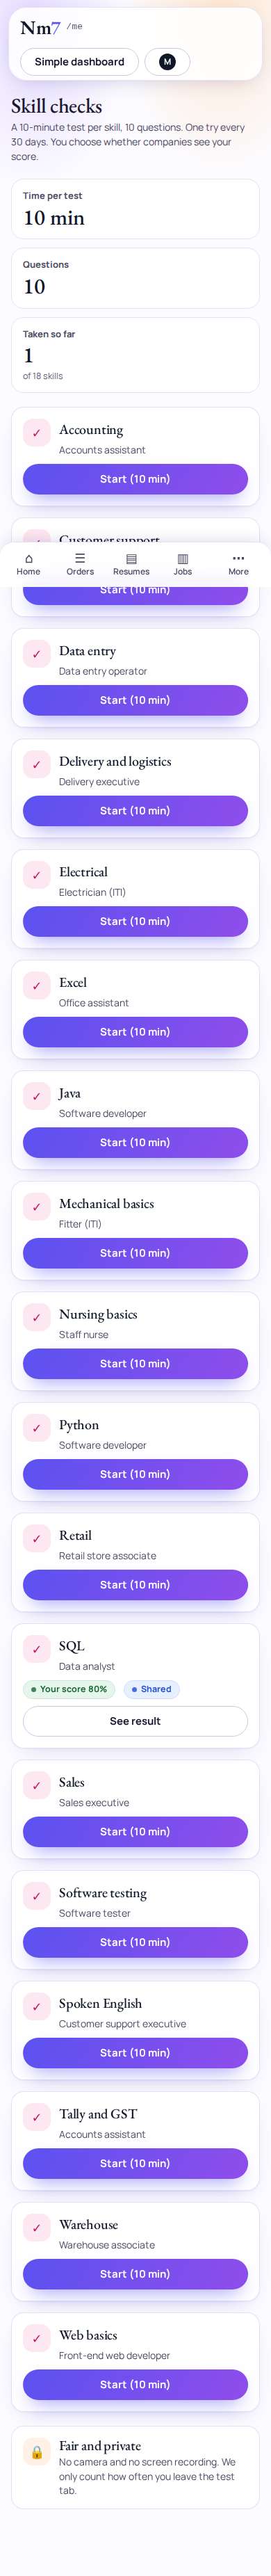 Nm7 /me
Simple dashboard
M
Skill checks
A 10-minute test per skill, 10 questions. One try every
30 days. You choose whether companies see your
score.
Time per test
10 min
Questions
10
Taken so far
1
of 18 skills
Accounting
Accounts assistant
Start (10 min)
Customer support
Home
Orders
Resumes
Jobs
More
Start (10 min)
Data entry
Data entry operator
Start (10 min)
Delivery and logistics
Delivery executive
Start (10 min)
Electrical
Electrician (ITI)
Start (10 min)
Excel
Office assistant
Start (10 min)
Java
Software developer
Start (10 min)
Mechanical basics
Fitter (ITI)
Start (10 min)
Nursing basics
Staff nurse
Start (10 min)
Python
Software developer
Start (10 min)
Retail
Retail store associate
Start (10 min)
SQL
Data analyst
Your score 80%
Shared
See result
Sales
Sales executive
Start (10 min)
Software testing
Software tester
Start (10 min)
Spoken English
Customer support executive
Start (10 min)
Tally and GST
Accounts assistant
Start (10 min)
Warehouse
Warehouse associate
Start (10 min)
Web basics
Front-end web developer
Start (10 min)
Fair and private
No camera and no screen recording. We
only count how often you leave the test
tab.